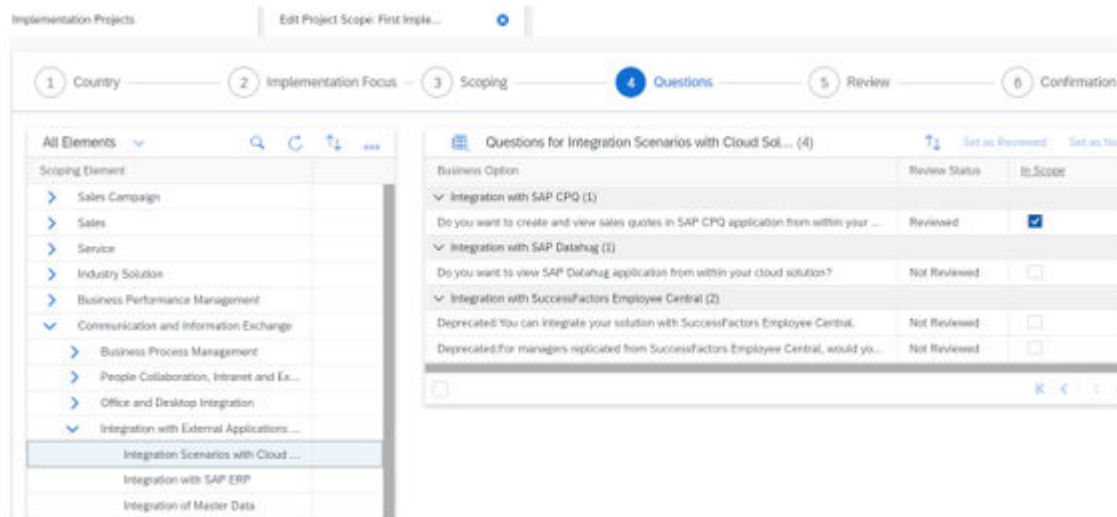 Implementation Projects
Edit Project Scope: First Imple...
1 Country
2 Implementation Focus
3 Scoping
4 Questions
5 Review
6 Confirmation
All Elements
Scoping Element
Sales Campaign
Sales
Service
Industry Solution
Business Performance Management
Communication and Information Exchange
Business Process Management
People Collaboration, Intranet and Ex...
Office and Desktop Integration
Integration with External Applications ...
Integration Scenarios with Cloud ...
Integration with SAP ERP
Integration of Master Data
Questions for Integration Scenarios with Cloud Sol... (4)
Set as Reviewed
Set as
Business Option
Review Status
In Scope
Integration with SAP CPQ (1)
Do you want to create and view sales quotes in SAP CPQ application from within your ...
Reviewed
Integration with SAP Datahug (1)
Do you want to view SAP Datahug application from within your cloud solution?
Not Reviewed
Integration with SuccessFactors Employee Central (2)
Deprecated:You can integrate your solution with SuccessFactors Employee Central.
Not Reviewed
Deprecated:For managers replicated from SuccessFactors Employee Central, would yo...
Not Reviewed